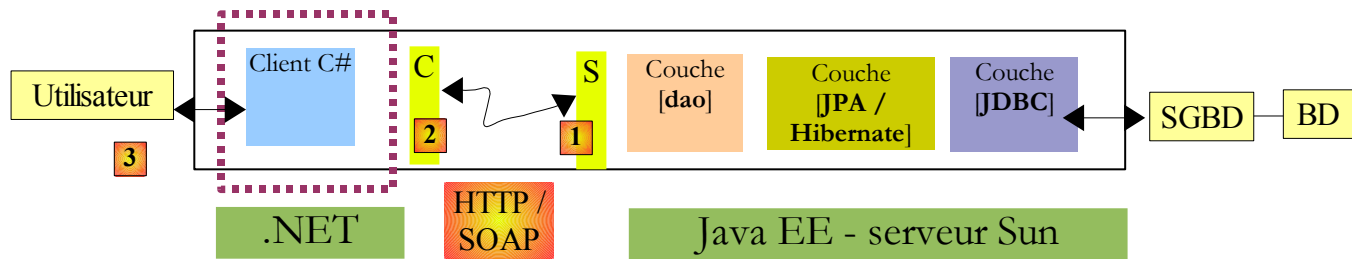 Utilisateur
3
Client C#
C
2
S
1
Couche
[dao]
Couche
[JPA /
Hibernate]
Couche
[JDBC]
SGBD
BD
.NET
HTTP /
SOAP
Java EE - serveur Sun